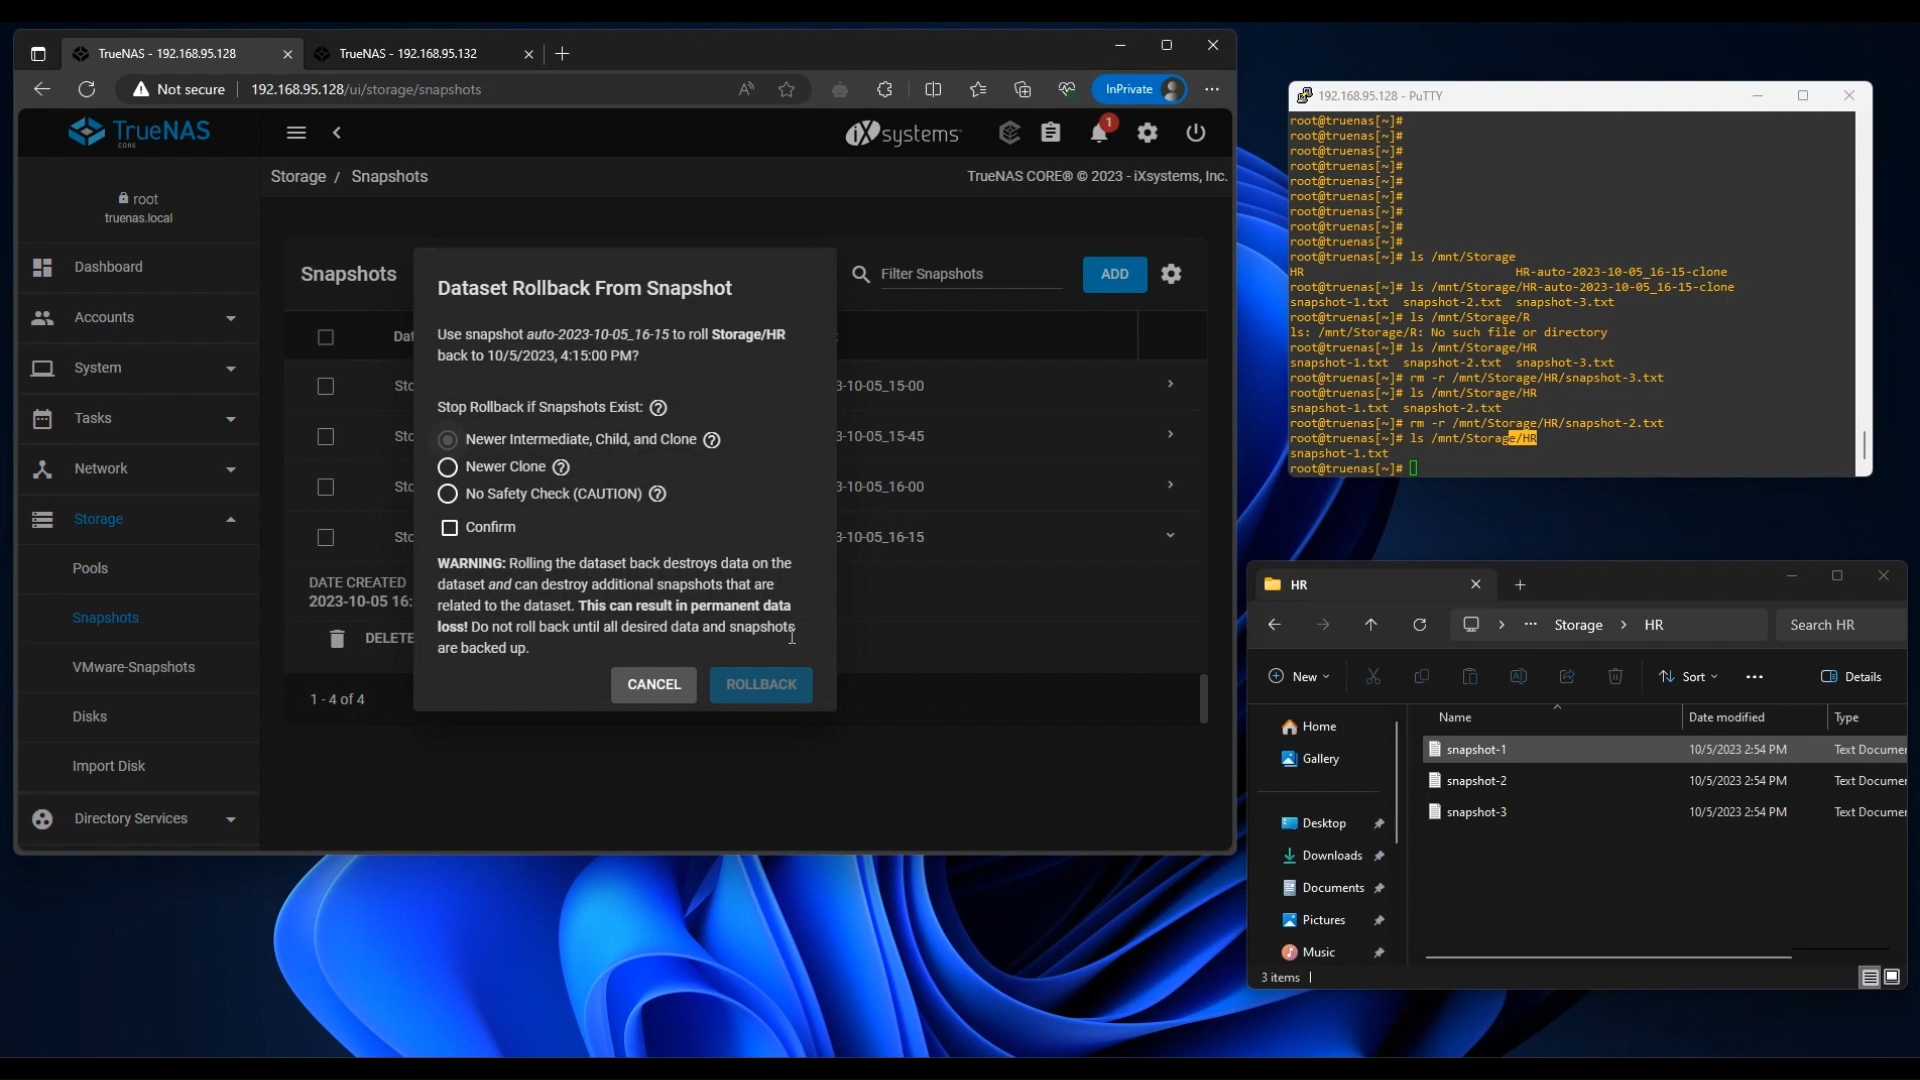 TrueNAS - 192.168.95.128
TrueNAS - 192.168.95.132
Not secure
192.168.95.128/ui/storage/snapshots
InPrivate
TrueNAS
CORE
iXsystems
1
root
truenas.local
Storage / Snapshots
TrueNAS CORE® © 2023 - iXsystems, Inc.
Dashboard
Accounts
System
Tasks
Network
Storage
Pools
Snapshots
VMware-Snapshots
Disks
Import Disk
Directory Services
Snapshots
Filter Snapshots
ADD
Dat
Sto
3-10-05_15-00
Sto
3-10-05_15-45
Sto
3-10-05_16-00
Sto
3-10-05_16-15
DATE CREATED
2023-10-05 16:
DELETE
1 - 4 of 4
Dataset Rollback From Snapshot
Use snapshot auto-2023-10-05_16-15 to roll Storage/HR
back to 10/5/2023, 4:15:00 PM?
Stop Rollback if Snapshots Exist:
Newer Intermediate, Child, and Clone
Newer Clone
No Safety Check (CAUTION)
Confirm
WARNING: Rolling the dataset back destroys data on the
dataset and can destroy additional snapshots that are
related to the dataset. This can result in permanent data
loss! Do not roll back until all desired data and snapshots
are backed up.
CANCEL
ROLLBACK
192.168.95.128 - PuTTY
root@truenas[~]#
root@truenas[~]#
root@truenas[~]#
root@truenas[~]#
root@truenas[~]#
root@truenas[~]#
root@truenas[~]#
root@truenas[~]#
root@truenas[~]#
root@truenas[~]# ls /mnt/Storage
HR HR-auto-2023-10-05_16-15-clone
root@truenas[~]# ls /mnt/Storage/HR-auto-2023-10-05_16-15-clone
snapshot-1.txt snapshot-2.txt snapshot-3.txt
root@truenas[~]# ls /mnt/Storage/R
ls: /mnt/Storage/R: No such file or directory
root@truenas[~]# ls /mnt/Storage/HR
snapshot-1.txt snapshot-2.txt snapshot-3.txt
root@truenas[~]# rm -r /mnt/Storage/HR/snapshot-3.txt
root@truenas[~]# ls /mnt/Storage/HR
snapshot-1.txt snapshot-2.txt
root@truenas[~]# rm -r /mnt/Storage/HR/snapshot-2.txt
root@truenas[~]# ls /mnt/Storage/HR
snapshot-1.txt
root@truenas[~]#
HR
Storage
HR
Search HR
New
Sort
Details
Home
Gallery
Desktop
Downloads
Documents
Pictures
Music
Name Date modified Type
snapshot-1 10/5/2023 2:54 PM Text Documer
snapshot-2 10/5/2023 2:54 PM Text Documer
snapshot-3 10/5/2023 2:54 PM Text Documer
3 items